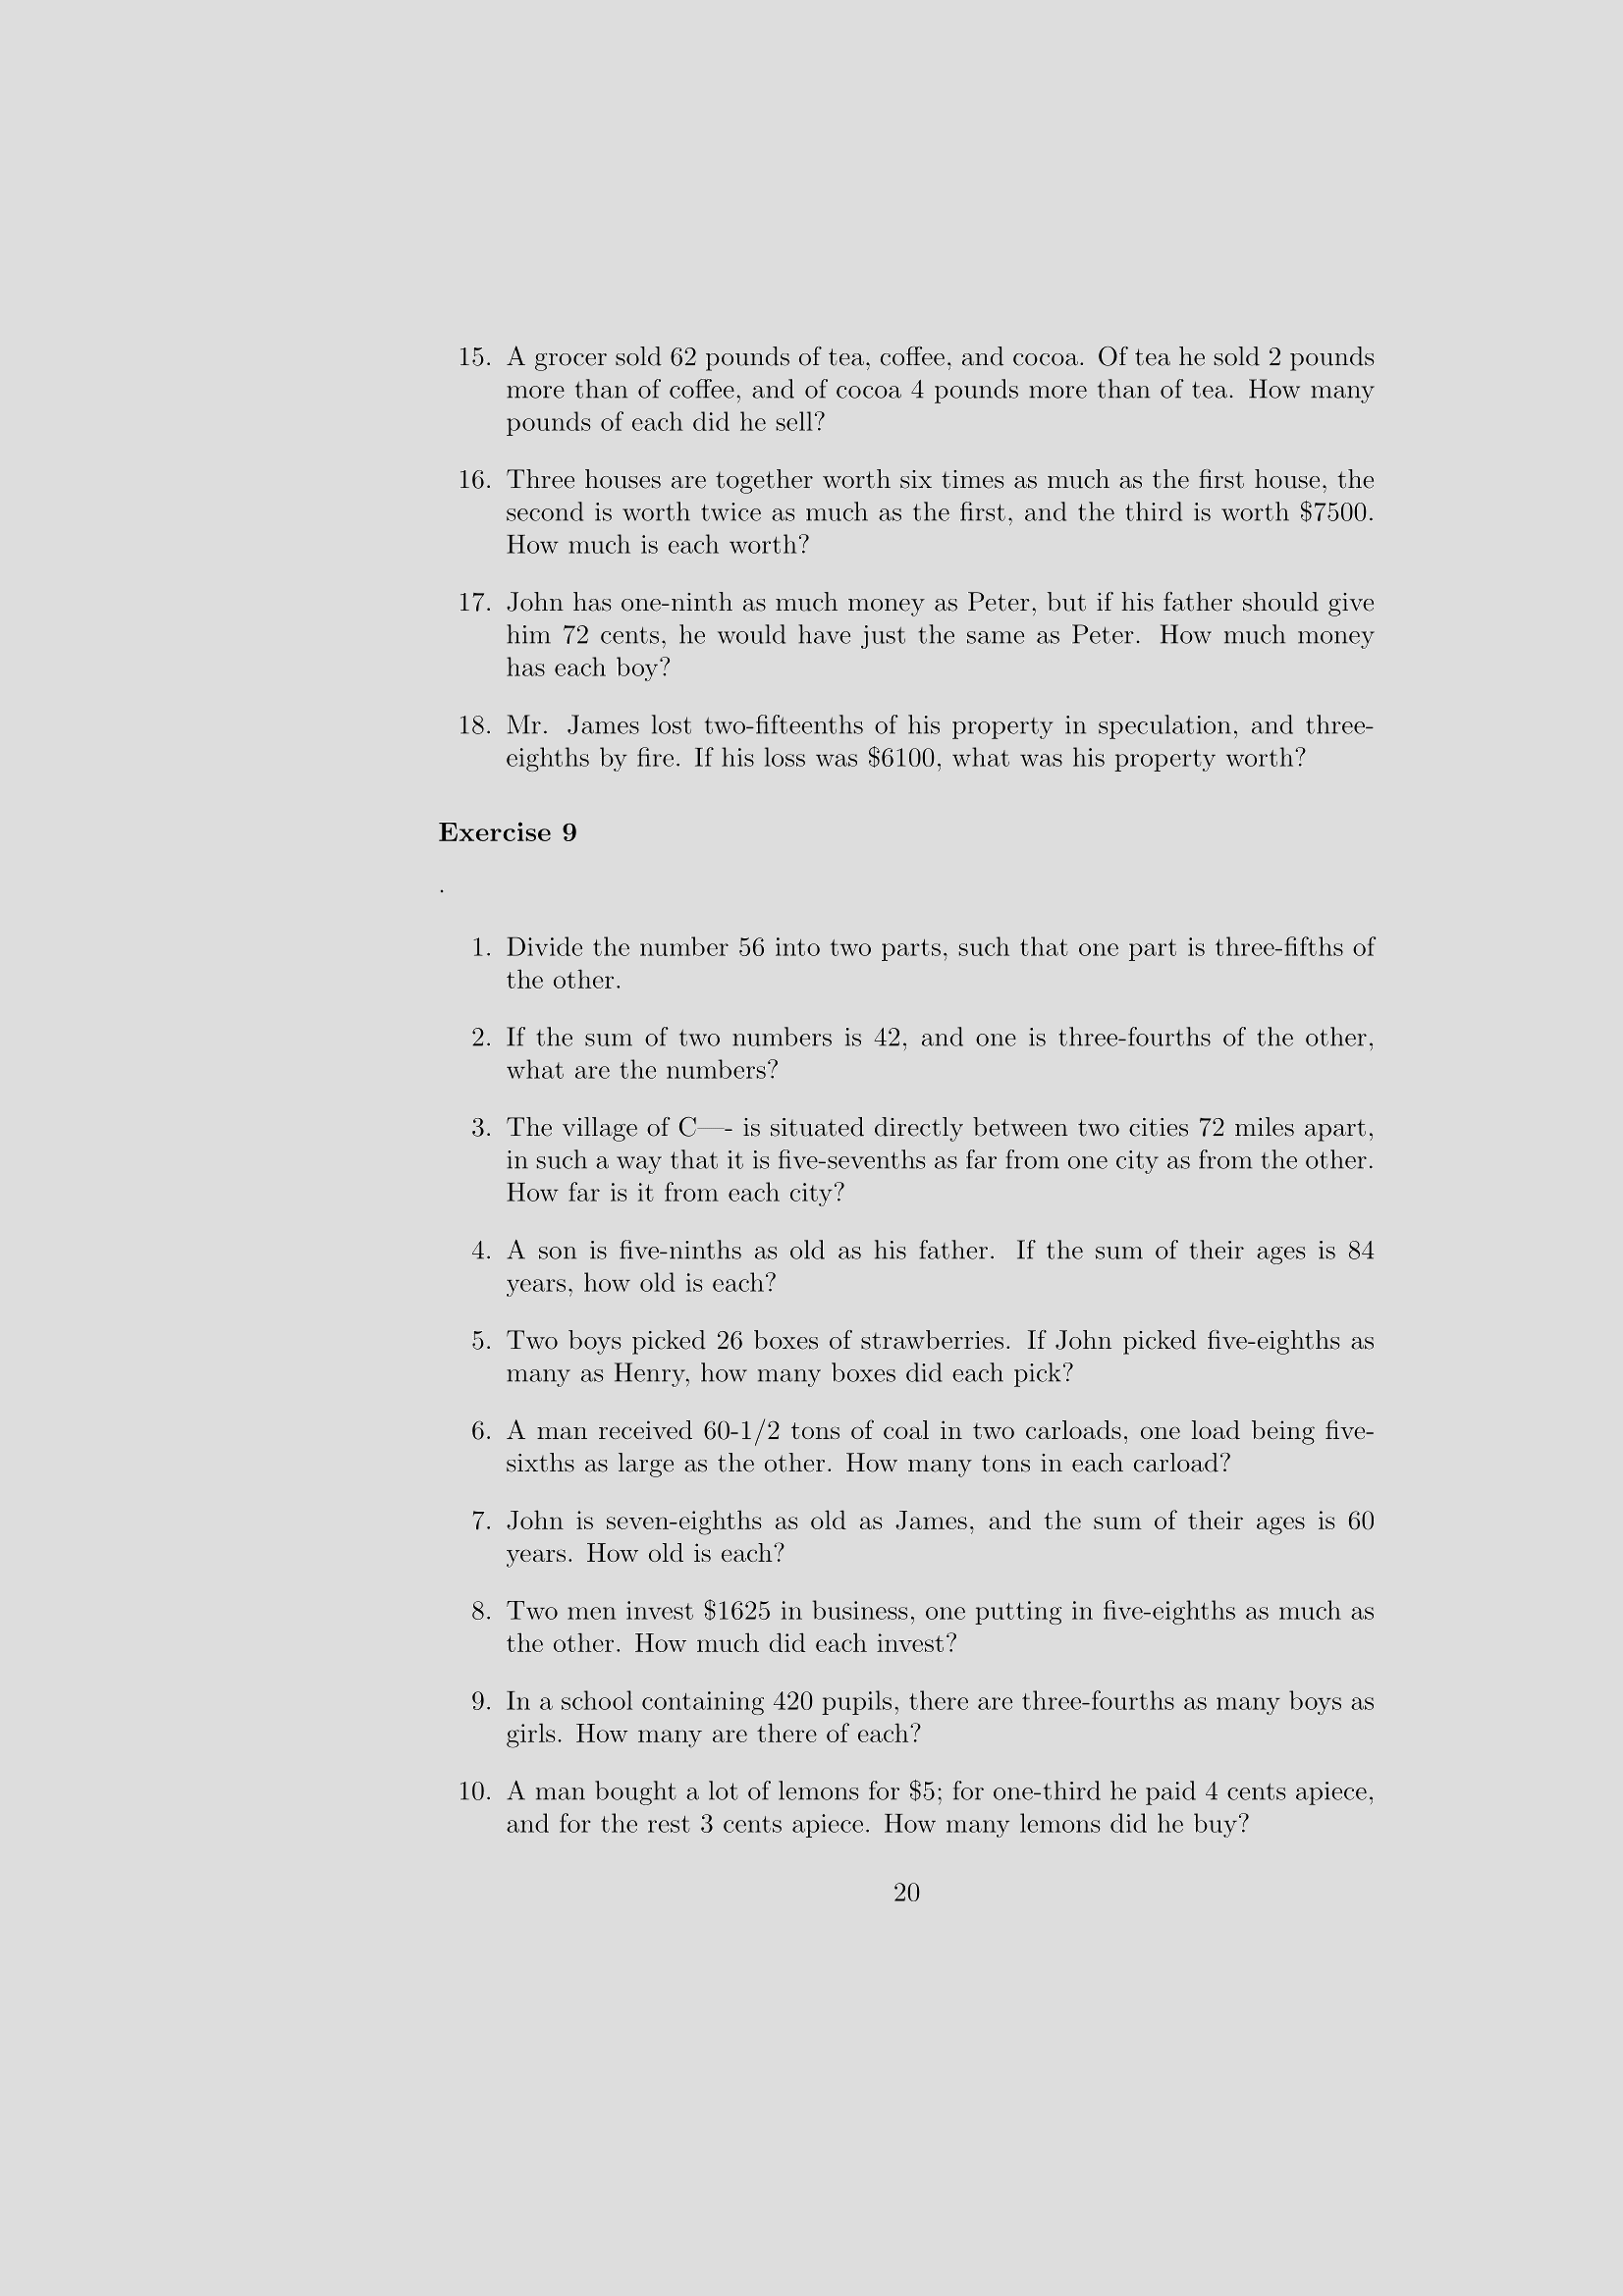 15. A grocer sold 62 pounds of tea, coffee, and cocoa. Of tea he sold 2 pounds
more than of coffee, and of cocoa 4 pounds more than of tea. How many
pounds of each did he sell?
16. Three houses are together worth six times as much as the first house, the
second is worth twice as much as the first, and the third is worth $7500.
How much is each worth?
17. John has one-ninth as much money as Peter, but if his father should give
him 72 cents, he would have just the same as Peter. How much money
has each boy?
18. Mr. James lost two-fifteenths of his property in speculation, and three-
eighths by fire. If his loss was $6100, what was his property worth?
Exercise 9
.
1. Divide the number 56 into two parts, such that one part is three-fifths of
the other.
2. If the sum of two numbers is 42, and one is three-fourths of the other,
what are the numbers?
3. The village of C—- is situated directly between two cities 72 miles apart,
in such a way that it is five-sevenths as far from one city as from the other.
How far is it from each city?
4. A son is five-ninths as old as his father. If the sum of their ages is 84
years, how old is each?
5. Two boys picked 26 boxes of strawberries. If John picked five-eighths as
many as Henry, how many boxes did each pick?
6. A man received 60-1/2 tons of coal in two carloads, one load being five-
sixths as large as the other. How many tons in each carload?
7. John is seven-eighths as old as James, and the sum of their ages is 60
years. How old is each?
8. Two men invest $1625 in business, one putting in five-eighths as much as
the other. How much did each invest?
9. In a school containing 420 pupils, there are three-fourths as many boys as
girls. How many are there of each?
10. A man bought a lot of lemons for $5; for one-third he paid 4 cents apiece,
and for the rest 3 cents apiece. How many lemons did he buy?
20